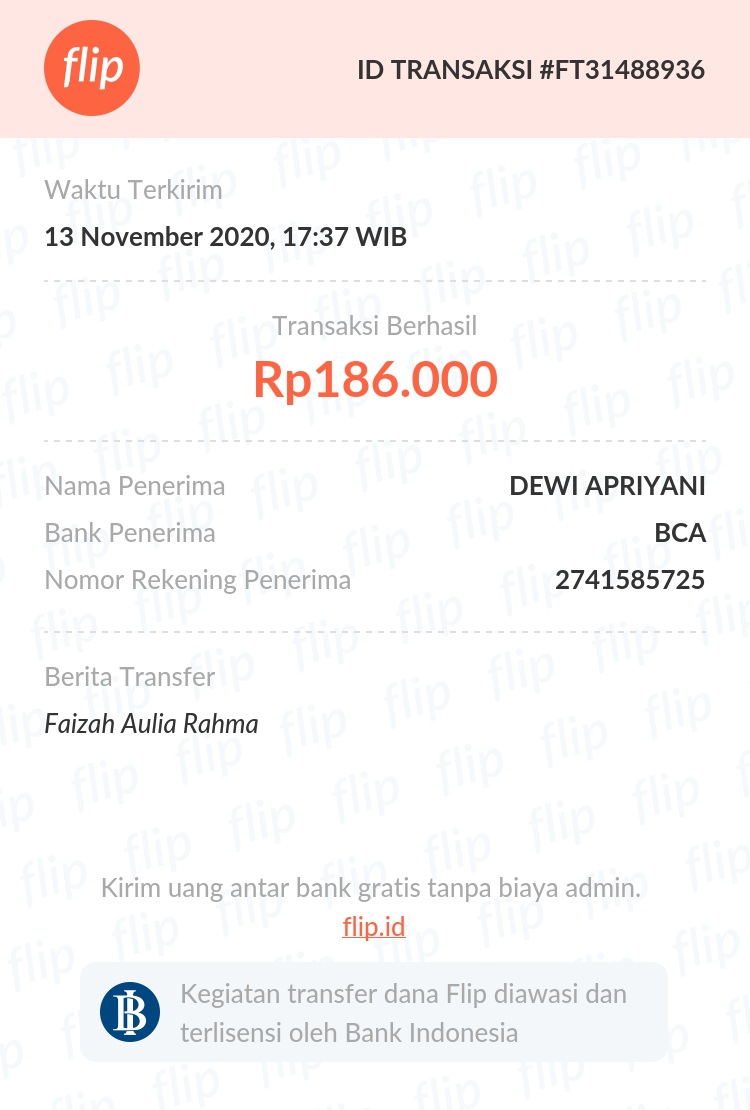 flip
ID TRANSAKSI #FT31488936
Waktu Terkirim
13 November 2020, 17:37 WIB
Transaksi Berhasil
Rp186.000
Nama Penerima DEWI APRIYANI
Bank Penerima BCA
Nomor Rekening Penerima 2741585725
Berita Transfer
Faizah Aulia Rahma
Kirim uang antar bank gratis tanpa biaya admin.
flip.id
Kegiatan transfer dana Flip diawasi dan
terlisensi oleh Bank Indonesia